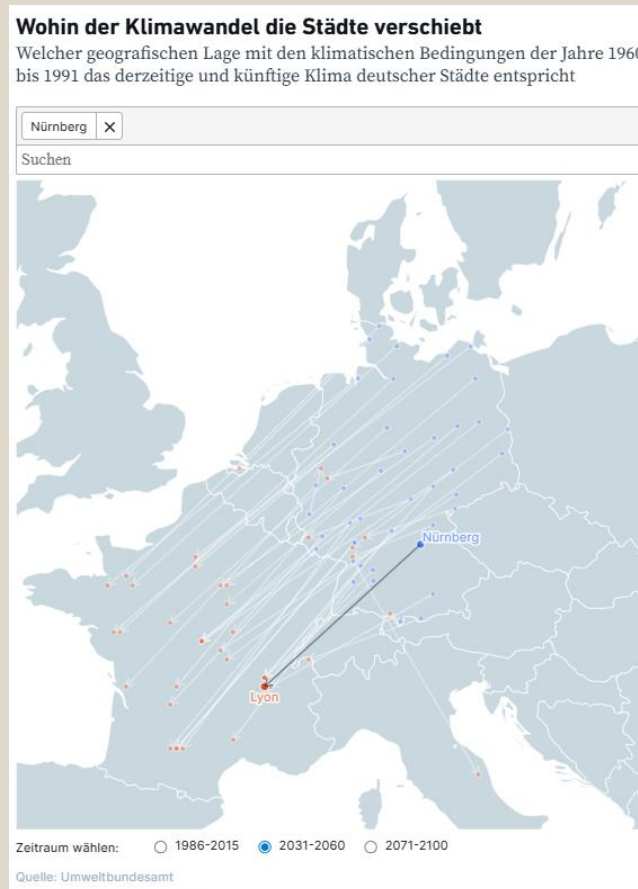 Wohin der Klimawandel die Städte verschiebt
Welcher geografischen Lage mit den klimatischen Bedingungen der Jahre 1960
bis 1991 das derzeitige und künftige Klima deutscher Städte entspricht
Nürnberg ×
Suchen
Nürnberg
Lyon
Zeitraum wählen: 1986-2015 2031-2060 2071-2100
Quelle: Umweltbundesamt